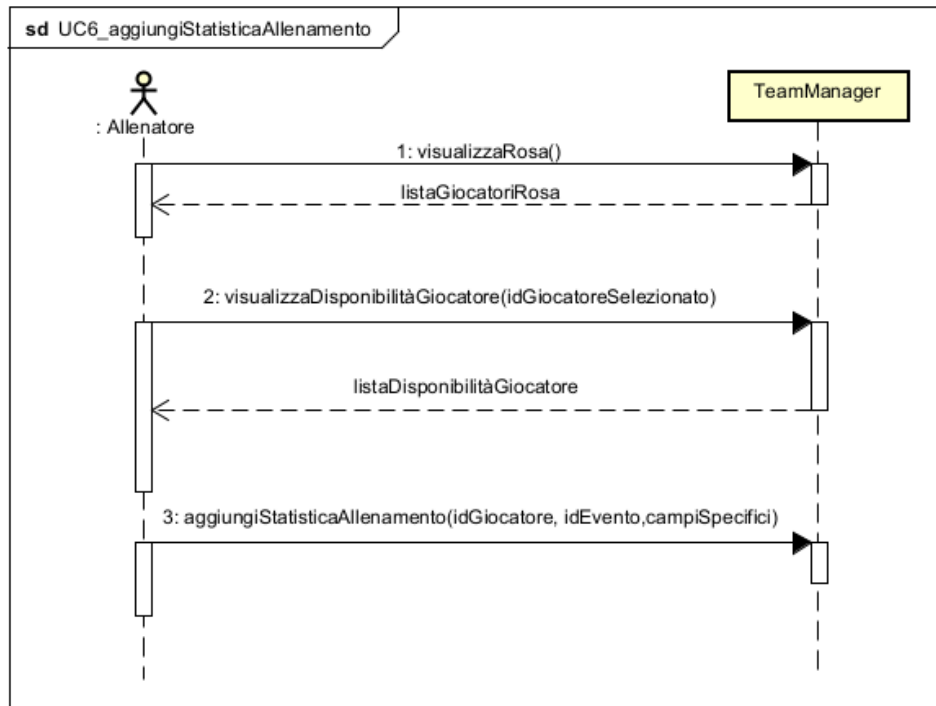 sd UC6_aggiungiStatisticaAllenamento
TeamManager
: Allenatore
1: visualizzaRosa()
listaGiocatoriRosa
2: visualizzaDisponibilitàGiocatore(idGiocatoreSelezionato)
listaDisponibilitàGiocatore
3: aggiungiStatisticaAllenamento(idGiocatore, idEvento,campiSpecifici)